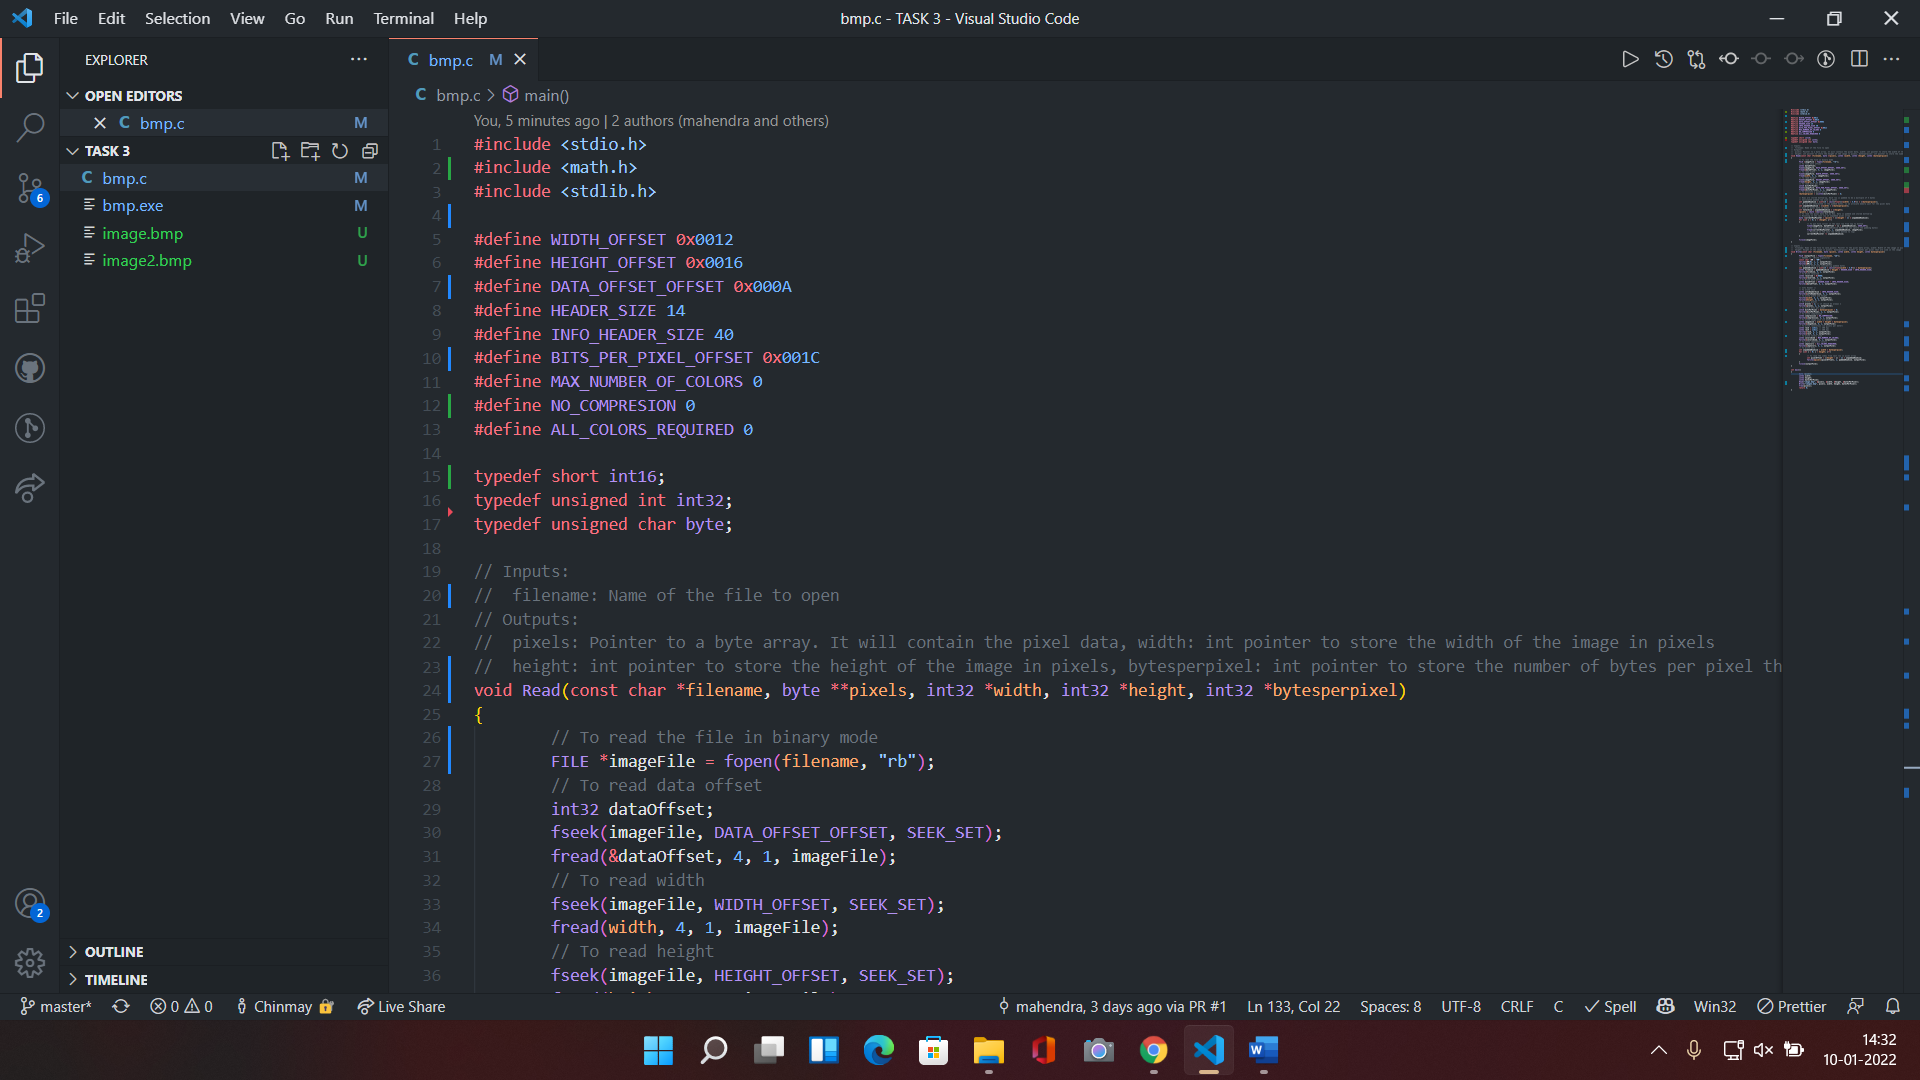 File Edit Selection View Go Run Terminal Help
bmp.c - TASK 3 - Visual Studio Code
EXPLORER
OPEN EDITORS
bmp.c M
TASK 3
C bmp.c M
bmp.exe M
image.bmp U
image2.bmp U
OUTLINE
TIMELINE
6
2
C bmp.c M
C bmp.c > main()
You, 5 minutes ago | 2 authors (mahendra and others)
1 #include <stdio.h>
2 #include <math.h>
3 #include <stdlib.h>
4
5 #define WIDTH_OFFSET 0x0012
6 #define HEIGHT_OFFSET 0x0016
7 #define DATA_OFFSET_OFFSET 0x000A
8 #define HEADER_SIZE 14
9 #define INFO_HEADER_SIZE 40
10 #define BITS_PER_PIXEL_OFFSET 0x001C
11 #define MAX_NUMBER_OF_COLORS 0
12 #define NO_COMPRESION 0
13 #define ALL_COLORS_REQUIRED 0
14
15 typedef short int16;
16 typedef unsigned int int32;
17 typedef unsigned char byte;
18
19 // Inputs:
20 //  filename: Name of the file to open
21 // Outputs:
22 //  pixels: Pointer to a byte array. It will contain the pixel data, width: int pointer to store the width of the image in pixels
23 //  height: int pointer to store the height of the image in pixels, bytesperpixel: int pointer to store the number of bytes per pixel th
24 void Read(const char *filename, byte **pixels, int32 *width, int32 *height, int32 *bytesperpixel)
25 {
26         // To read the file in binary mode
27         FILE *imageFile = fopen(filename, "rb");
28         // To read data offset
29         int32 dataOffset;
30         fseek(imageFile, DATA_OFFSET_OFFSET, SEEK_SET);
31         fread(&dataOffset, 4, 1, imageFile);
32         // To read width
33         fseek(imageFile, WIDTH_OFFSET, SEEK_SET);
34         fread(width, 4, 1, imageFile);
35         // To read height
36         fseek(imageFile, HEIGHT_OFFSET, SEEK_SET);
master* 0 0 Chinmay Live Share mahendra, 3 days ago via PR #1 Ln 133, Col 22 Spaces: 8 UTF-8 CRLF C Spell Win32 Prettier
14:32
10-01-2022